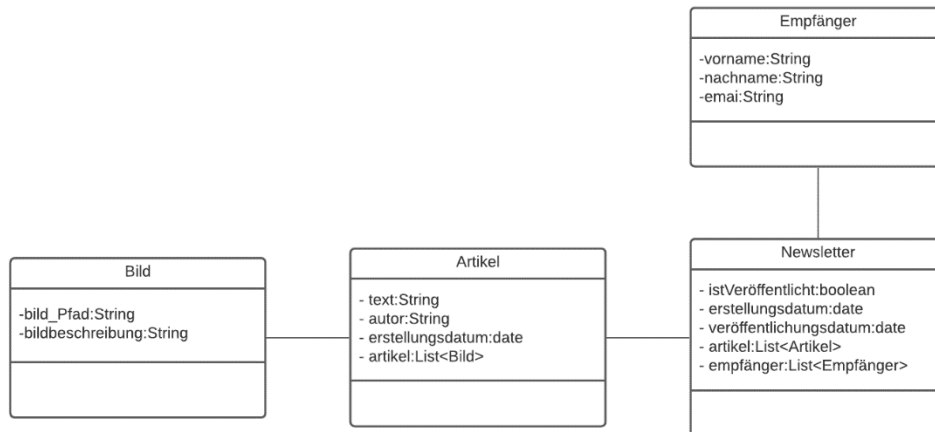 Empfänger
-vorname:String
-nachname:String
-emai:String
Bild
-bild_Pfad:String
-bildbeschreibung:String
Artikel
- text:String
- autor:String
- erstellungsdatum:date
- artikel:List<Bild>
Newsletter
- istVeröffentlicht:boolean
- erstellungsdatum:date
- veröffentlichungsdatum:date
- artikel:List<Artikel>
- empfänger:List<Empfänger>